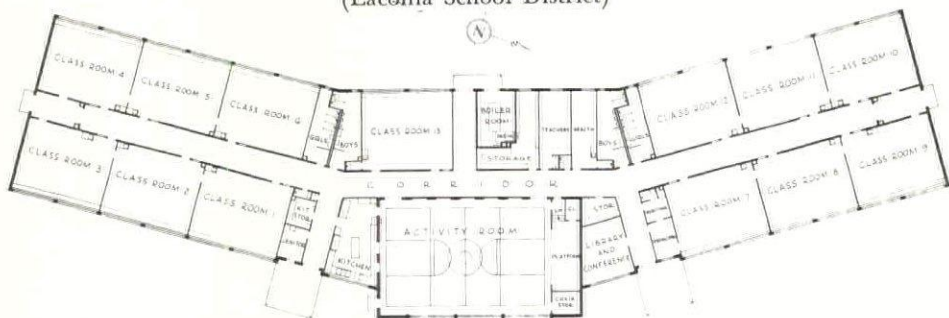 (Laconia School District)
N
CLASS ROOM 4
CLASS ROOM 5
CLASS ROOM 6
GIRLS
BOYS
CLASS ROOM 13
BOILER ROOM
STORAGE
TEACHERS
HEALTH
BOYS
GIRLS
CLASS ROOM 12
CLASS ROOM 11
CLASS ROOM 10
CORRIDOR
CLASS ROOM 3
CLASS ROOM 2
CLASS ROOM 1
KIT. STOR.
KITCHEN
ACTIVITY ROOM
PLATFORM
CHAIR STOR.
STOR.
LIBRARY AND CONFERENCE
CLASS ROOM 7
CLASS ROOM 8
CLASS ROOM 9